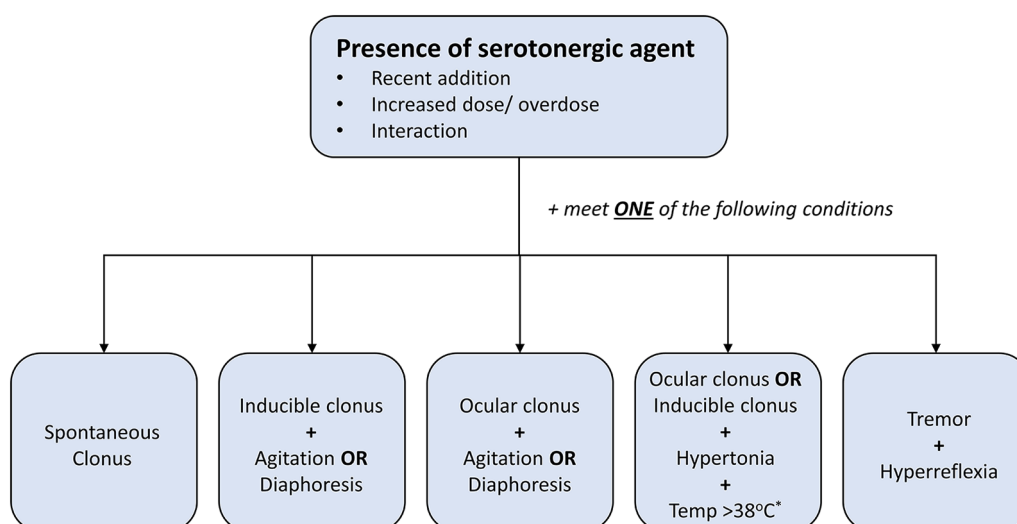 Presence of serotonergic agent
• Recent addition
• Increased dose/ overdose
• Interaction
+ meet ONE of the following conditions
Spontaneous
Clonus
Inducible clonus
+
Agitation OR
Diaphoresis
Ocular clonus
+
Agitation OR
Diaphoresis
Ocular clonus OR
Inducible clonus
+
Hypertonia
+
Temp >38°C*
Tremor
+
Hyperreflexia